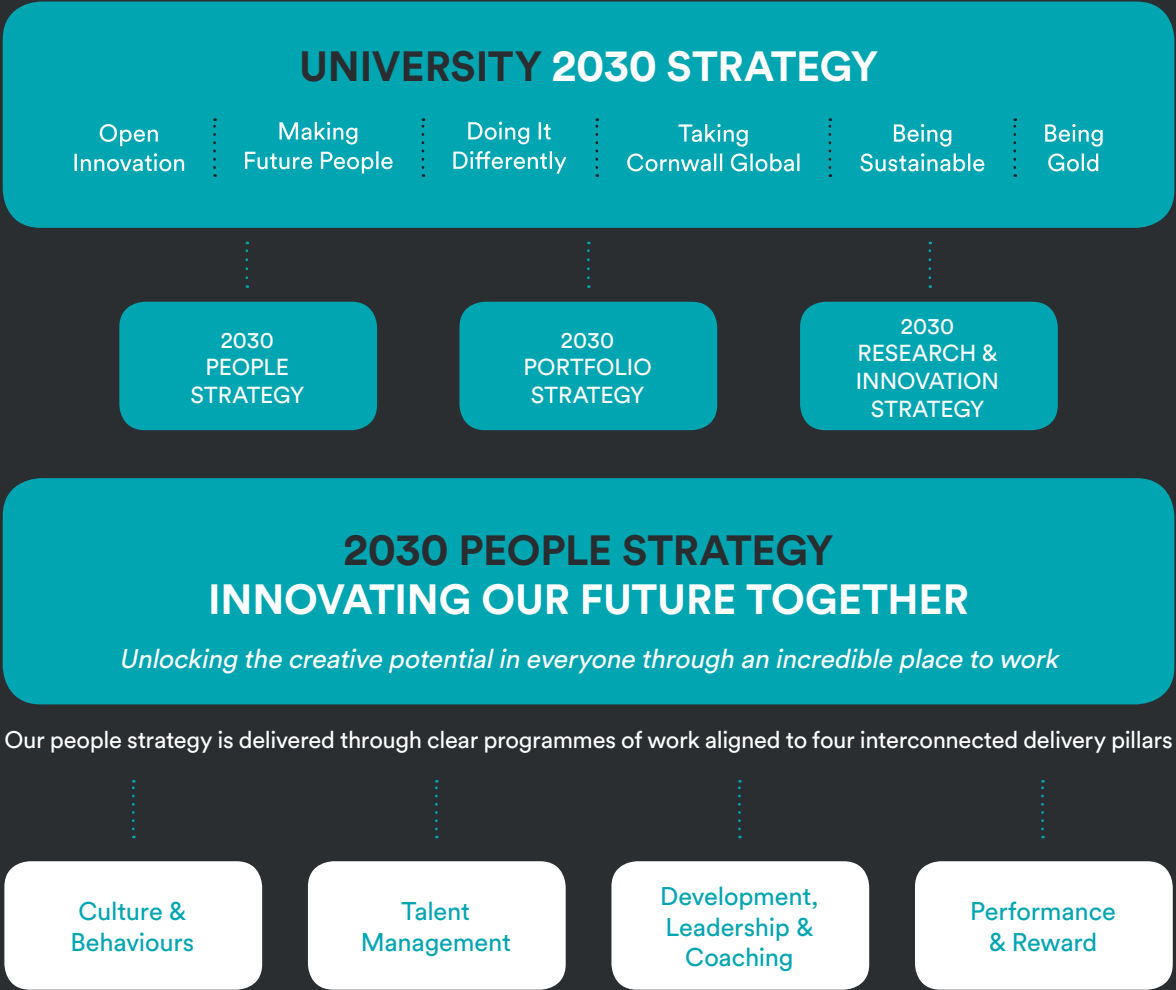 UNIVERSITY 2030 STRATEGY
Open
Innovation
Making
Future People
Doing It
Differently
Taking
Cornwall Global
Being
Sustainable
Being
Gold
2030
PEOPLE
STRATEGY
2030
PORTFOLIO
STRATEGY
2030
RESEARCH &
INNOVATION
STRATEGY
2030 PEOPLE STRATEGY
INNOVATING OUR FUTURE TOGETHER
Unlocking the creative potential in everyone through an incredible place to work
Our people strategy is delivered through clear programmes of work aligned to four interconnected delivery pillars
Culture &
Behaviours
Talent
Management
Development,
Leadership &
Coaching
Performance
& Reward